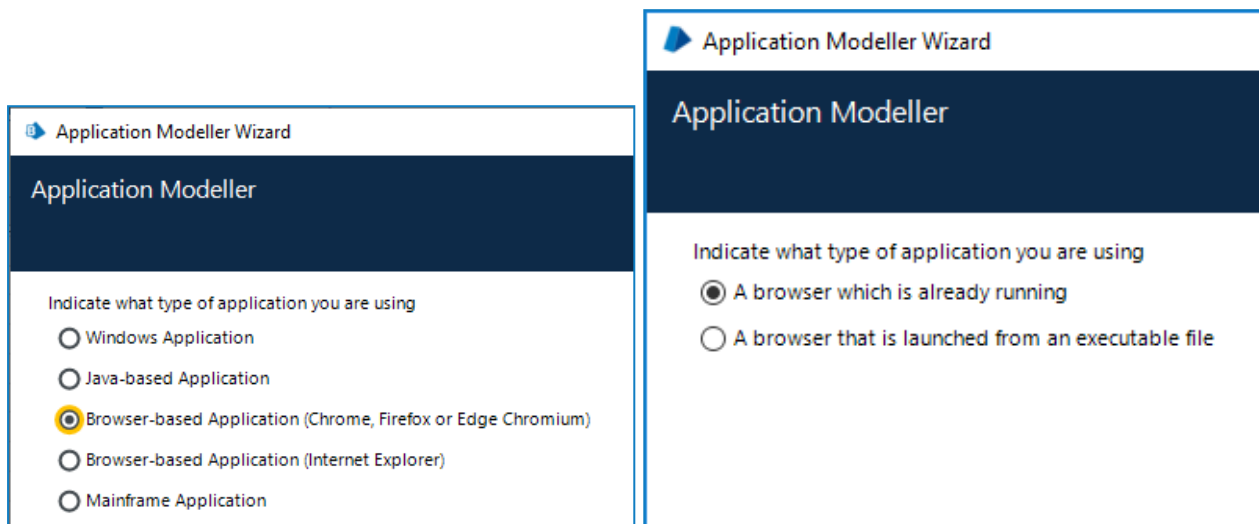 Application Modeller Wizard
Application Modeller
Indicate what type of application you are using
Windows Application
Java-based Application
Browser-based Application (Chrome, Firefox or Edge Chromium)
Browser-based Application (Internet Explorer)
Mainframe Application
Application Modeller Wizard
Application Modeller
Indicate what type of application you are using
A browser which is already running
A browser that is launched from an executable file